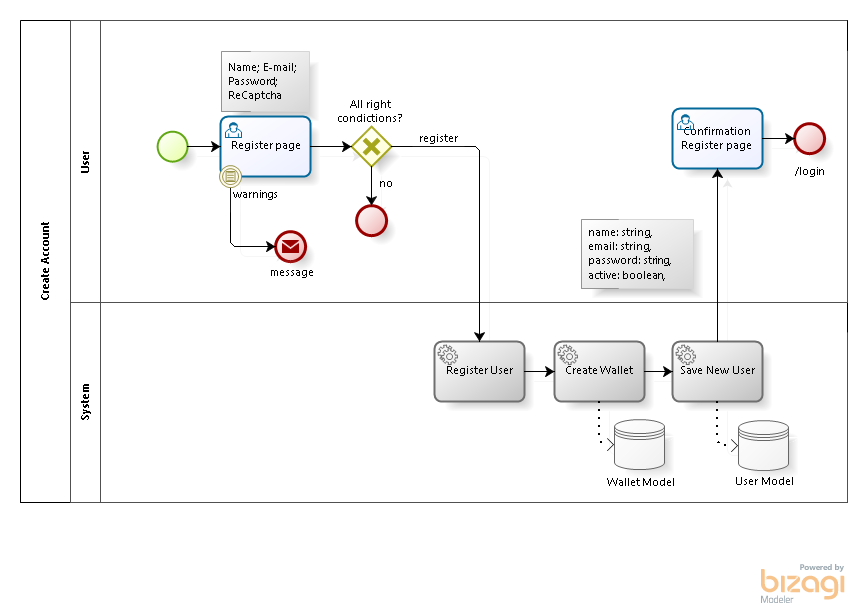 Create Account
User
System
Name; E-mail;
Password;
ReCaptcha
Register page
warnings
message
All right
condictions?
register
no
Confirmation
Register page
/login
name: string,
email: string,
password: string,
active: boolean,
Register User
Create Wallet
Save New User
Wallet Model
User Model
Powered by
bizagi
Modeler